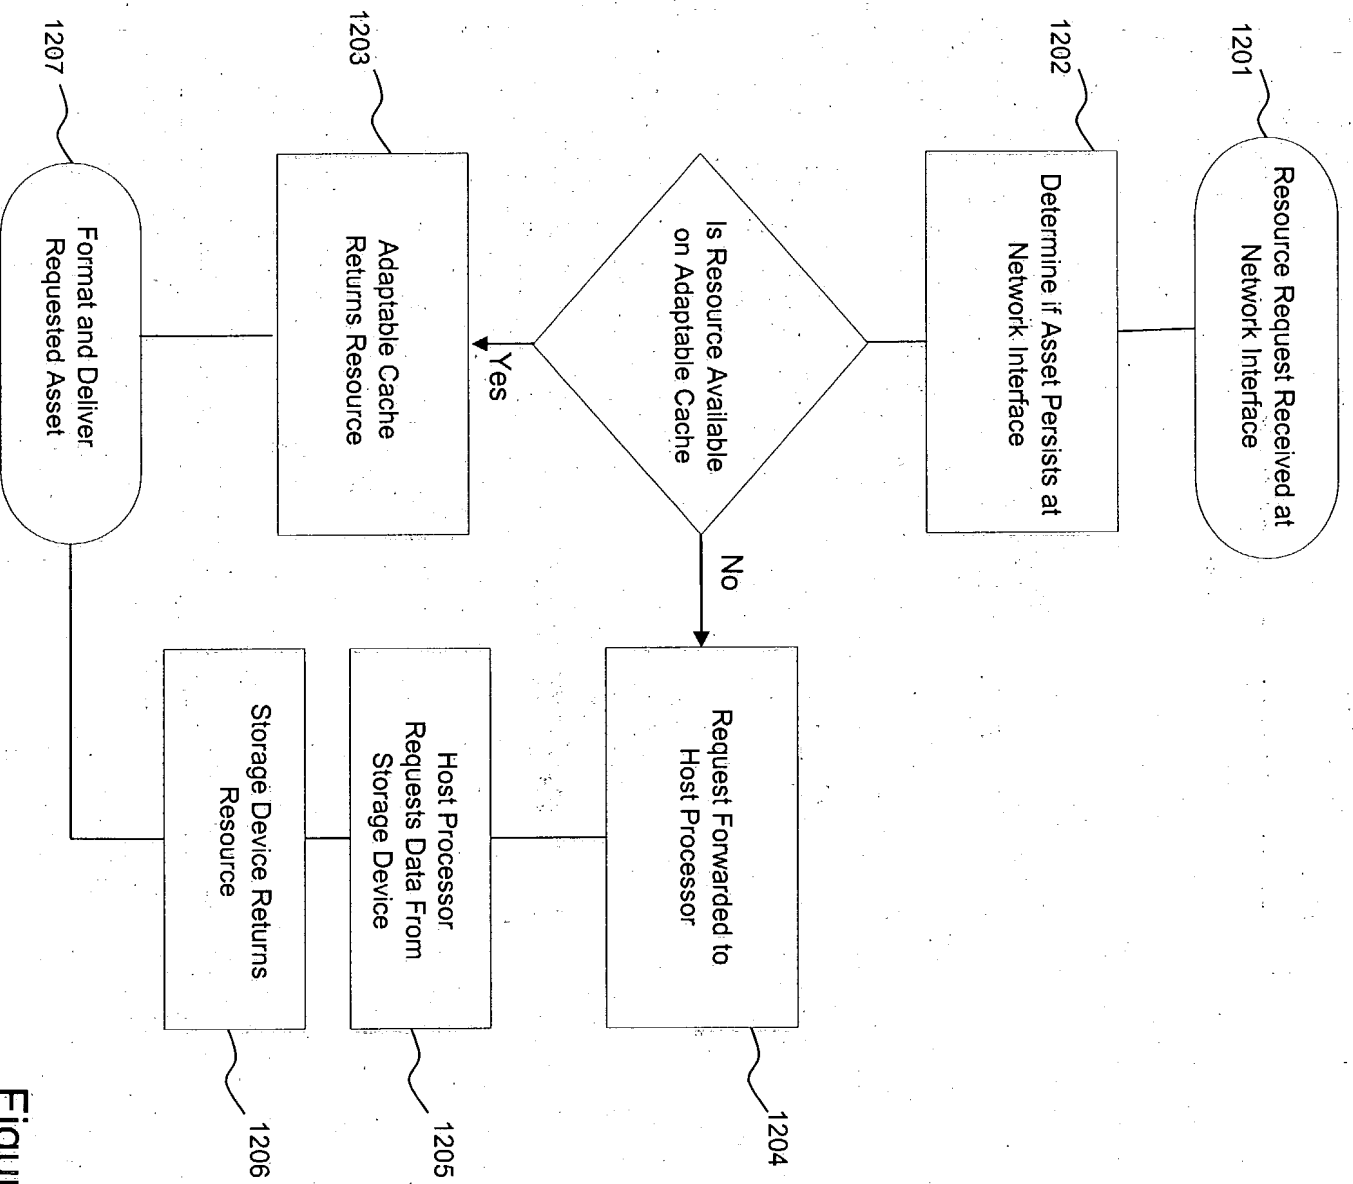 1201
Resource Request Received at
Network Interface
1202
Determine if Asset Persists at
Network Interface
Is Resource Available
on Adaptable Cache
No
Yes
Request Forwarded to
Host Processor
1204
1203
Adaptable Cache
Returns Resource
Host Processor
Requests Data From
Storage Device
1205
Storage Device Returns
Resource
1206
1207
Format and Deliver
Requested Asset